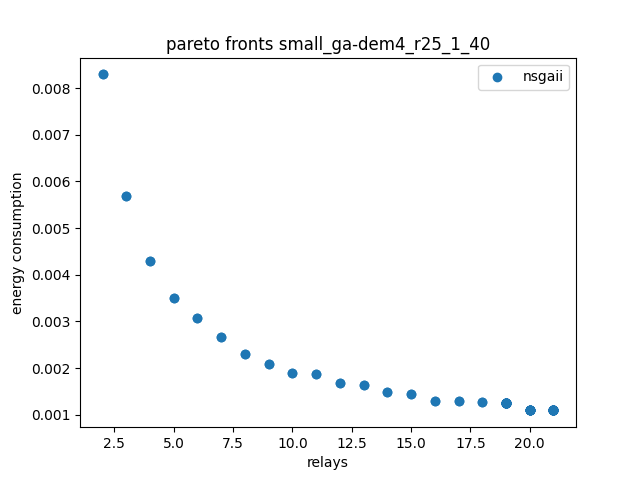 pareto fronts small_ga-dem4_r25_1_40
nsgaii
0.008
0.007
0.006
0.005
0.004
0.003
0.002
0.001
energy consumption
2.5 5.0 7.5 10.0 12.5 15.0 17.5 20.0
relays